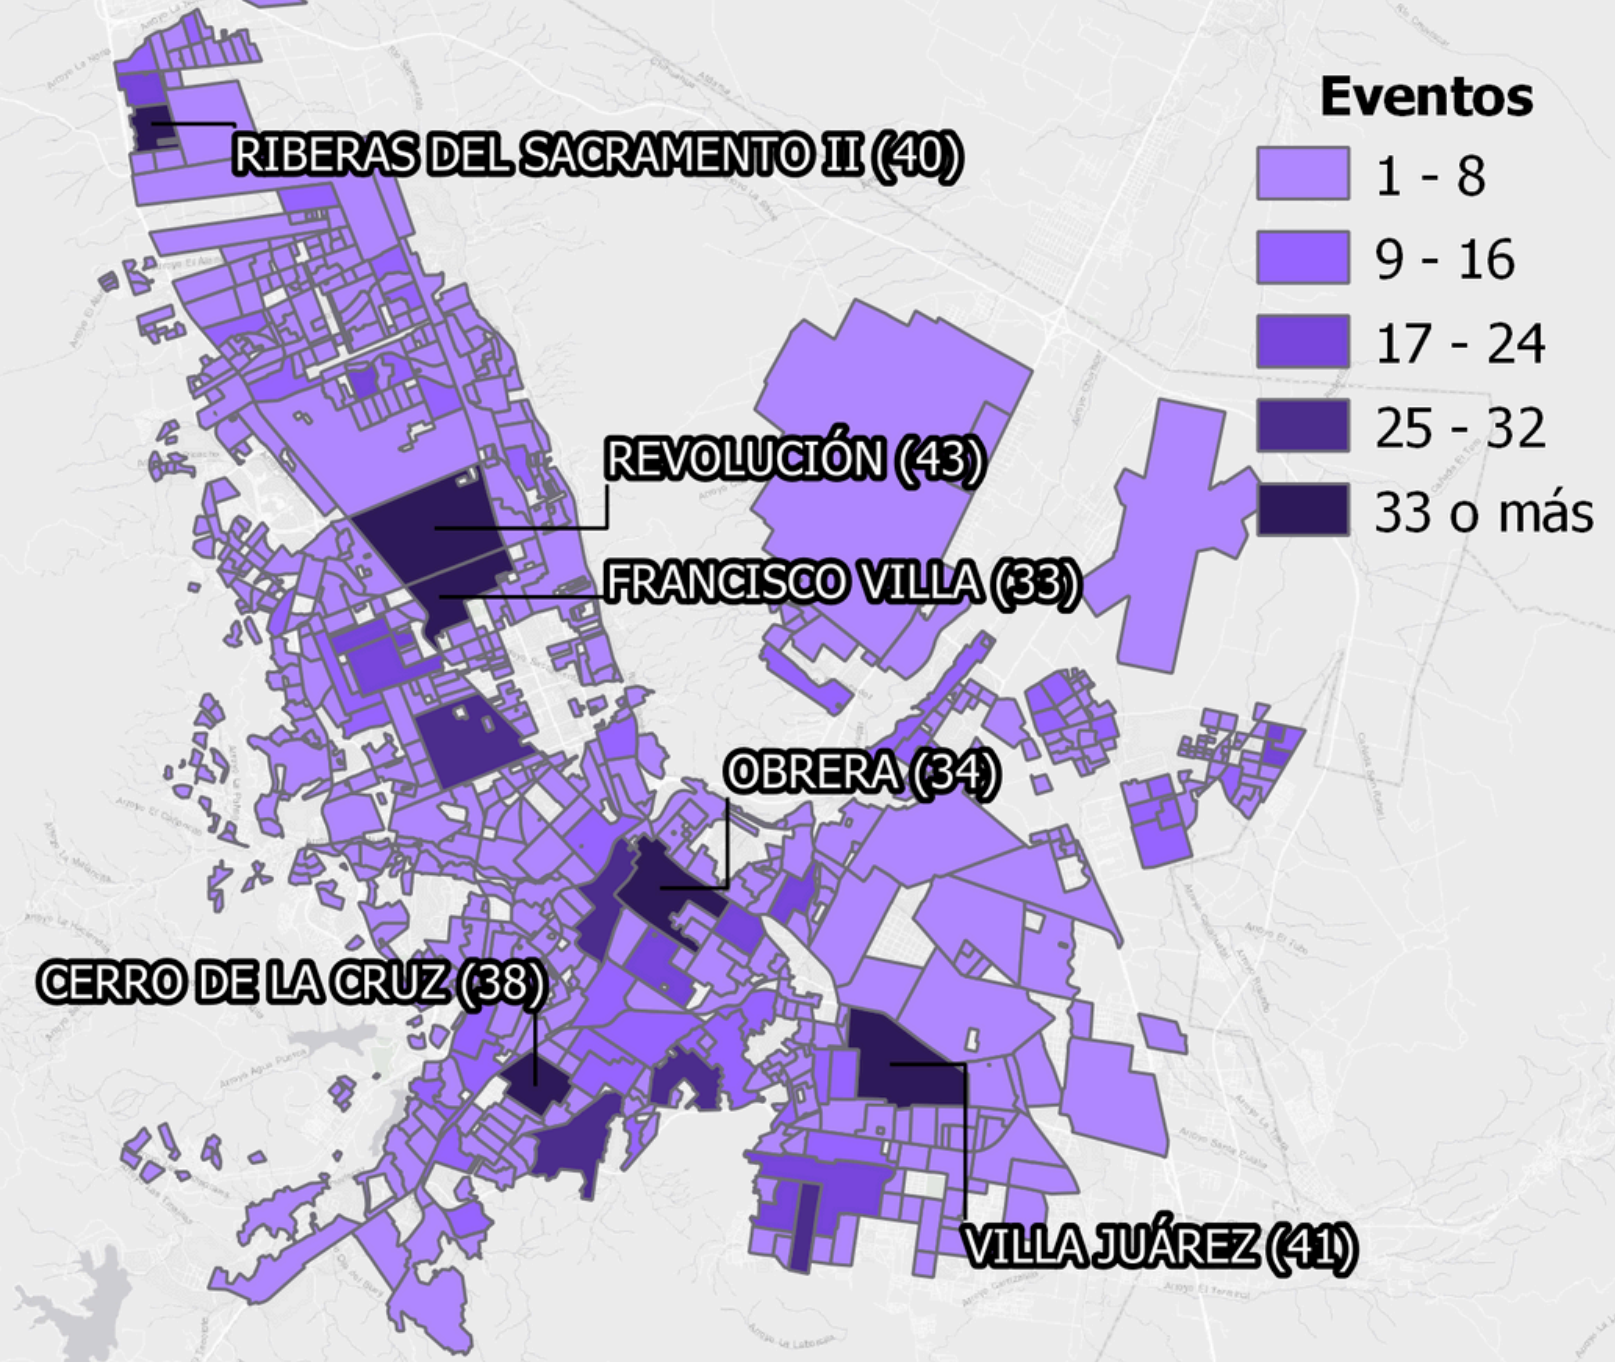 Eventos
1 - 8
9 - 16
17 - 24
25 - 32
33 o más
RIBERAS DEL SACRAMENTO II (40)
REVOLUCIÓN (43)
FRANCISCO VILLA (33)
OBRERA (34)
CERRO DE LA CRUZ (38)
VILLA JUÁREZ (41)